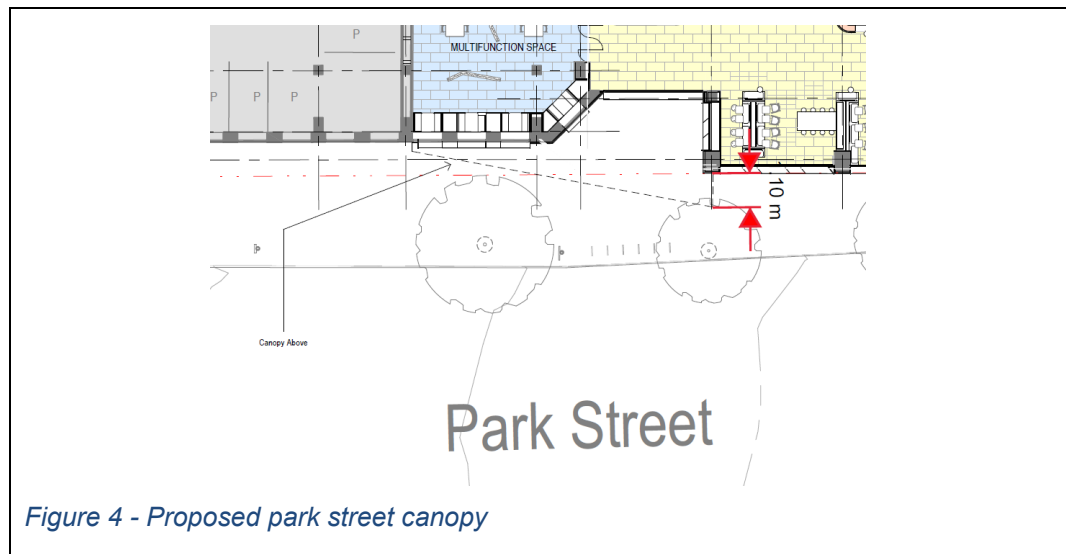 P
MULTIFUNCTION SPACE
P P P
10 m
Canopy Above
Park Street
Figure 4 - Proposed park street canopy